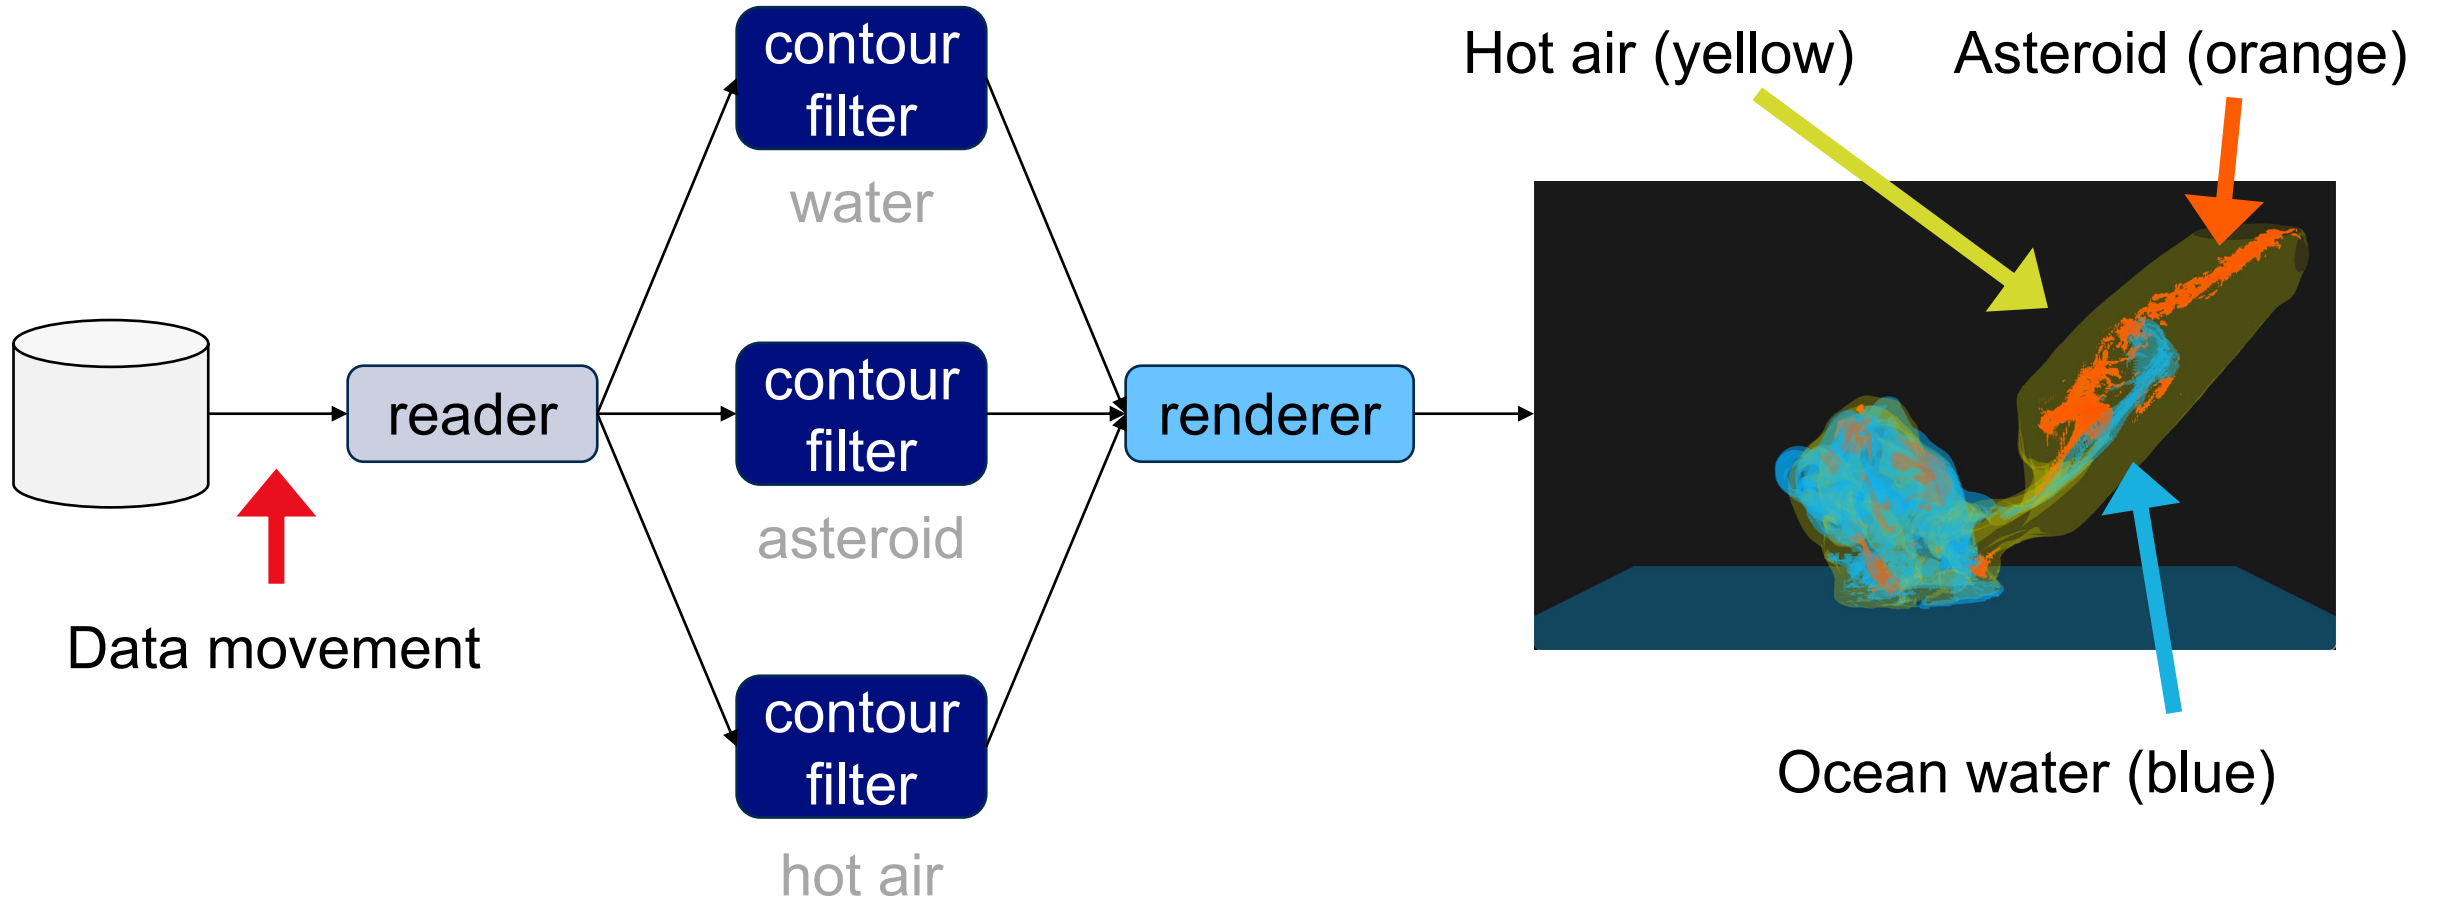 contour
filter
water
reader
contour
filter
asteroid
Data movement
contour
filter
hot air
renderer
Hot air (yellow)
Asteroid (orange)
Ocean water (blue)